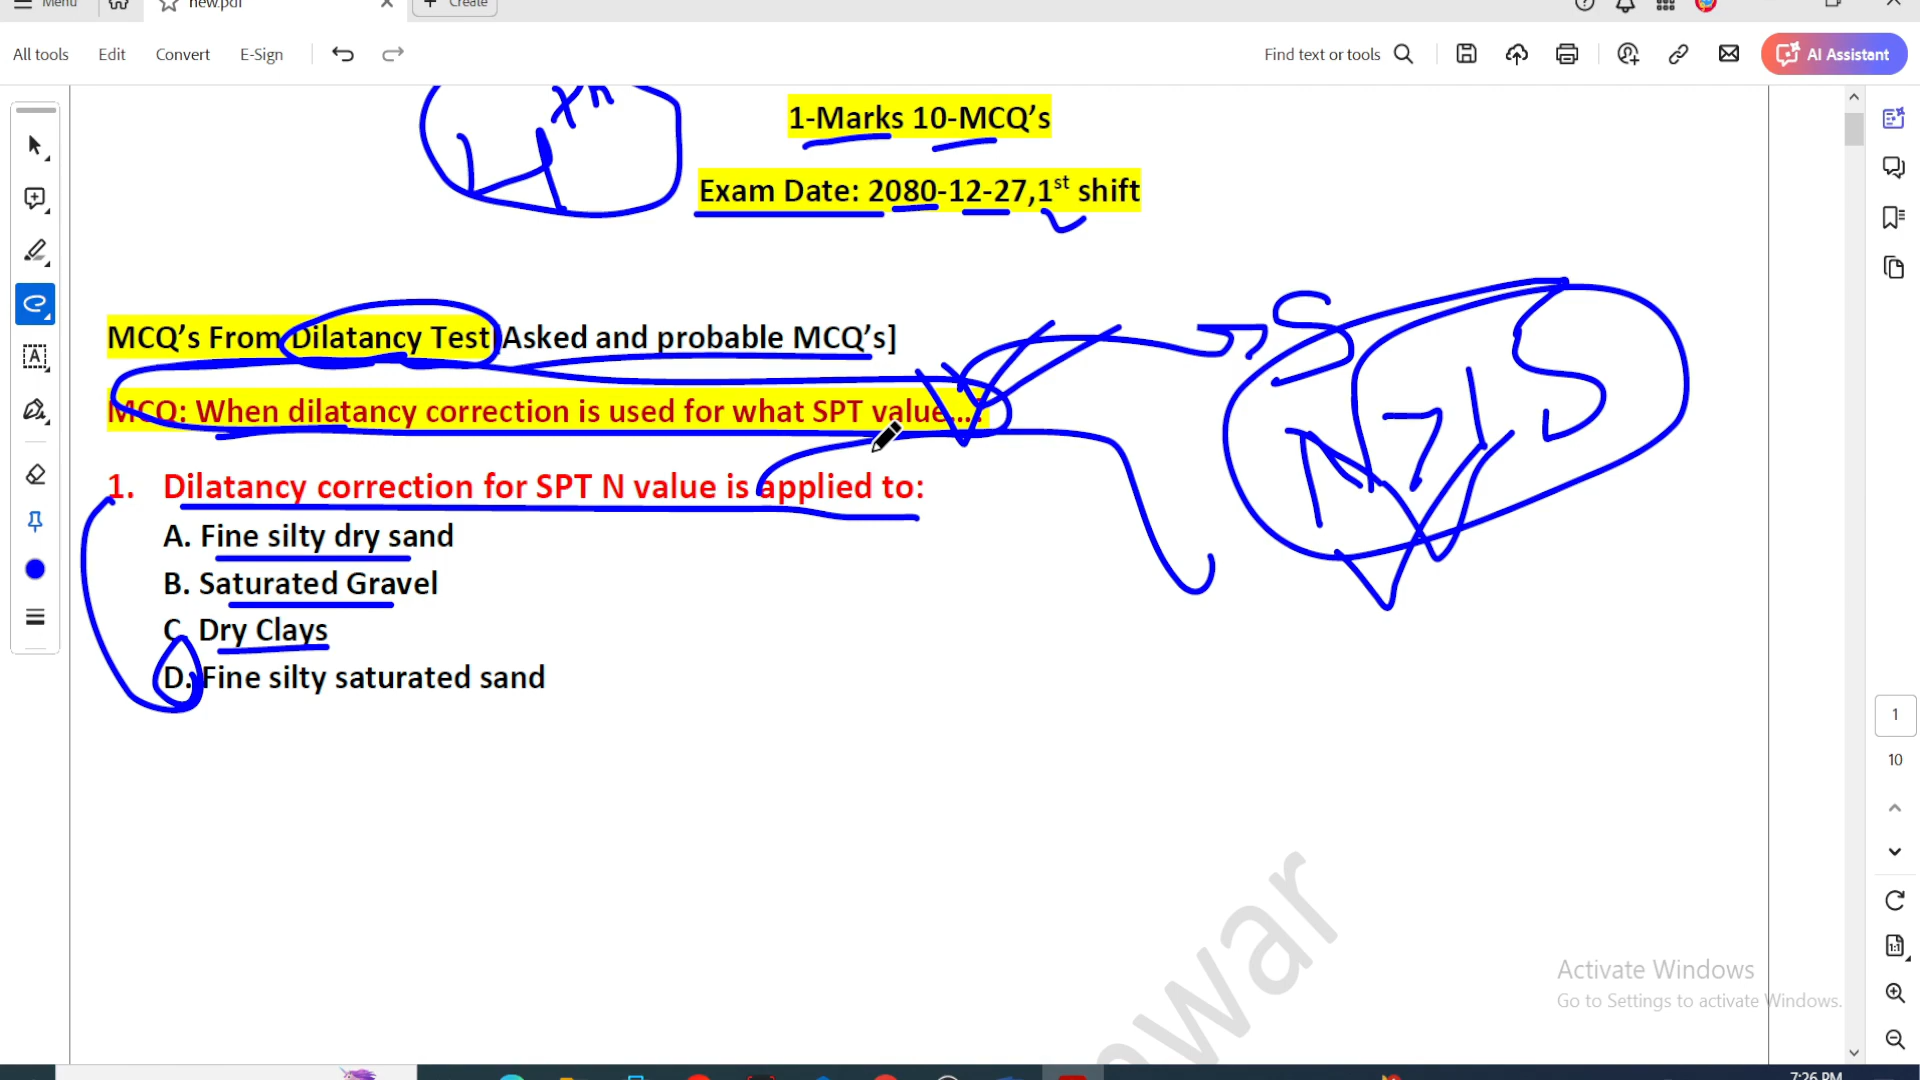 Menu
new.pdf
Create
All tools
Edit
Convert
E-Sign
Find text or tools
AI Assistant
1-Marks 10-MCQ's
Exam Date: 2080-12-27,1st shift
MCQ's From Dilatancy Test[Asked and probable MCQ's]
MCQ: When dilatancy correction is used for what SPT value...
1. Dilatancy correction for SPT N value is applied to:
A. Fine silty dry sand
B. Saturated Gravel
C. Dry Clays
D. Fine silty saturated sand
N715
1
10
Activate Windows
Go to Settings to activate Windows.
7:26 PM